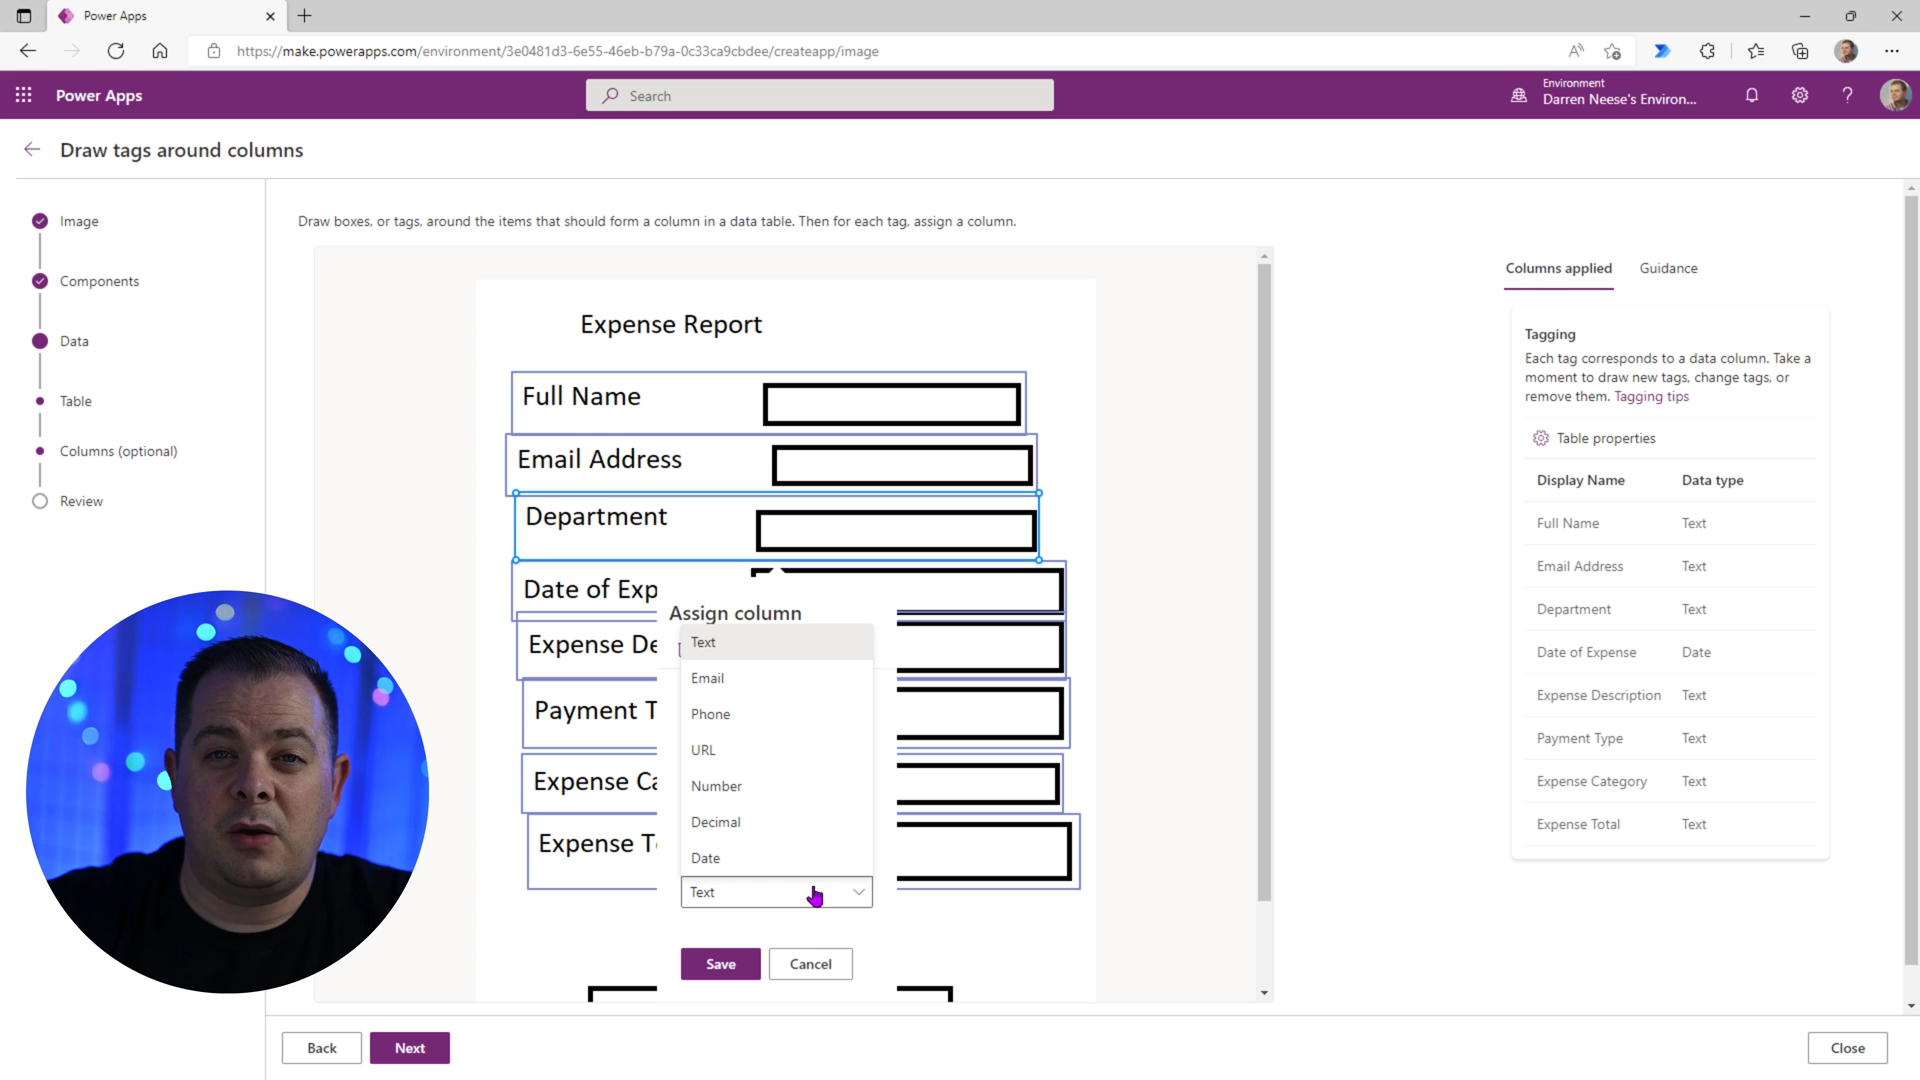 Power Apps
https://make.powerapps.com/environment/3e0481d3-6e55-46eb-b79a-0c33ca9cbdee/createapp/image
Power Apps
Search
Environment
Darren Neese's Environ...
Draw tags around columns
Image
Components
Data
Table
Columns (optional)
Review
Draw boxes, or tags, around the items that should form a column in a data table. Then for each tag, assign a column.
Expense Report
Full Name
Email Address
Department
Date of Exp
Expense De
Payment T
Expense Ca
Expense T
Assign column
Text
Email
Phone
URL
Number
Decimal
Date
Text
Save
Cancel
Columns applied
Guidance
Tagging
Each tag corresponds to a data column. Take a
moment to draw new tags, change tags, or
remove them. Tagging tips
Table properties
Display Name Data type
Full Name Text
Email Address Text
Department Text
Date of Expense Date
Expense Description Text
Payment Type Text
Expense Category Text
Expense Total Text
Back
Next
Close